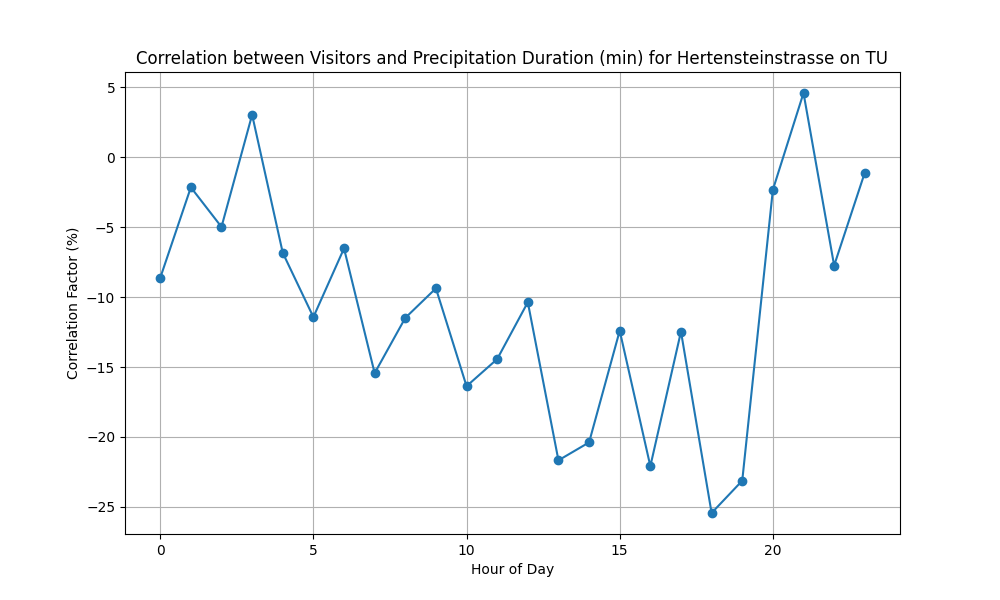 Correlation between Visitors and Precipitation Duration (min) for Hertensteinstrasse on TU
Correlation Factor (%)
5
0
−5
−10
−15
−20
−25
0 5 10 15 20
Hour of Day